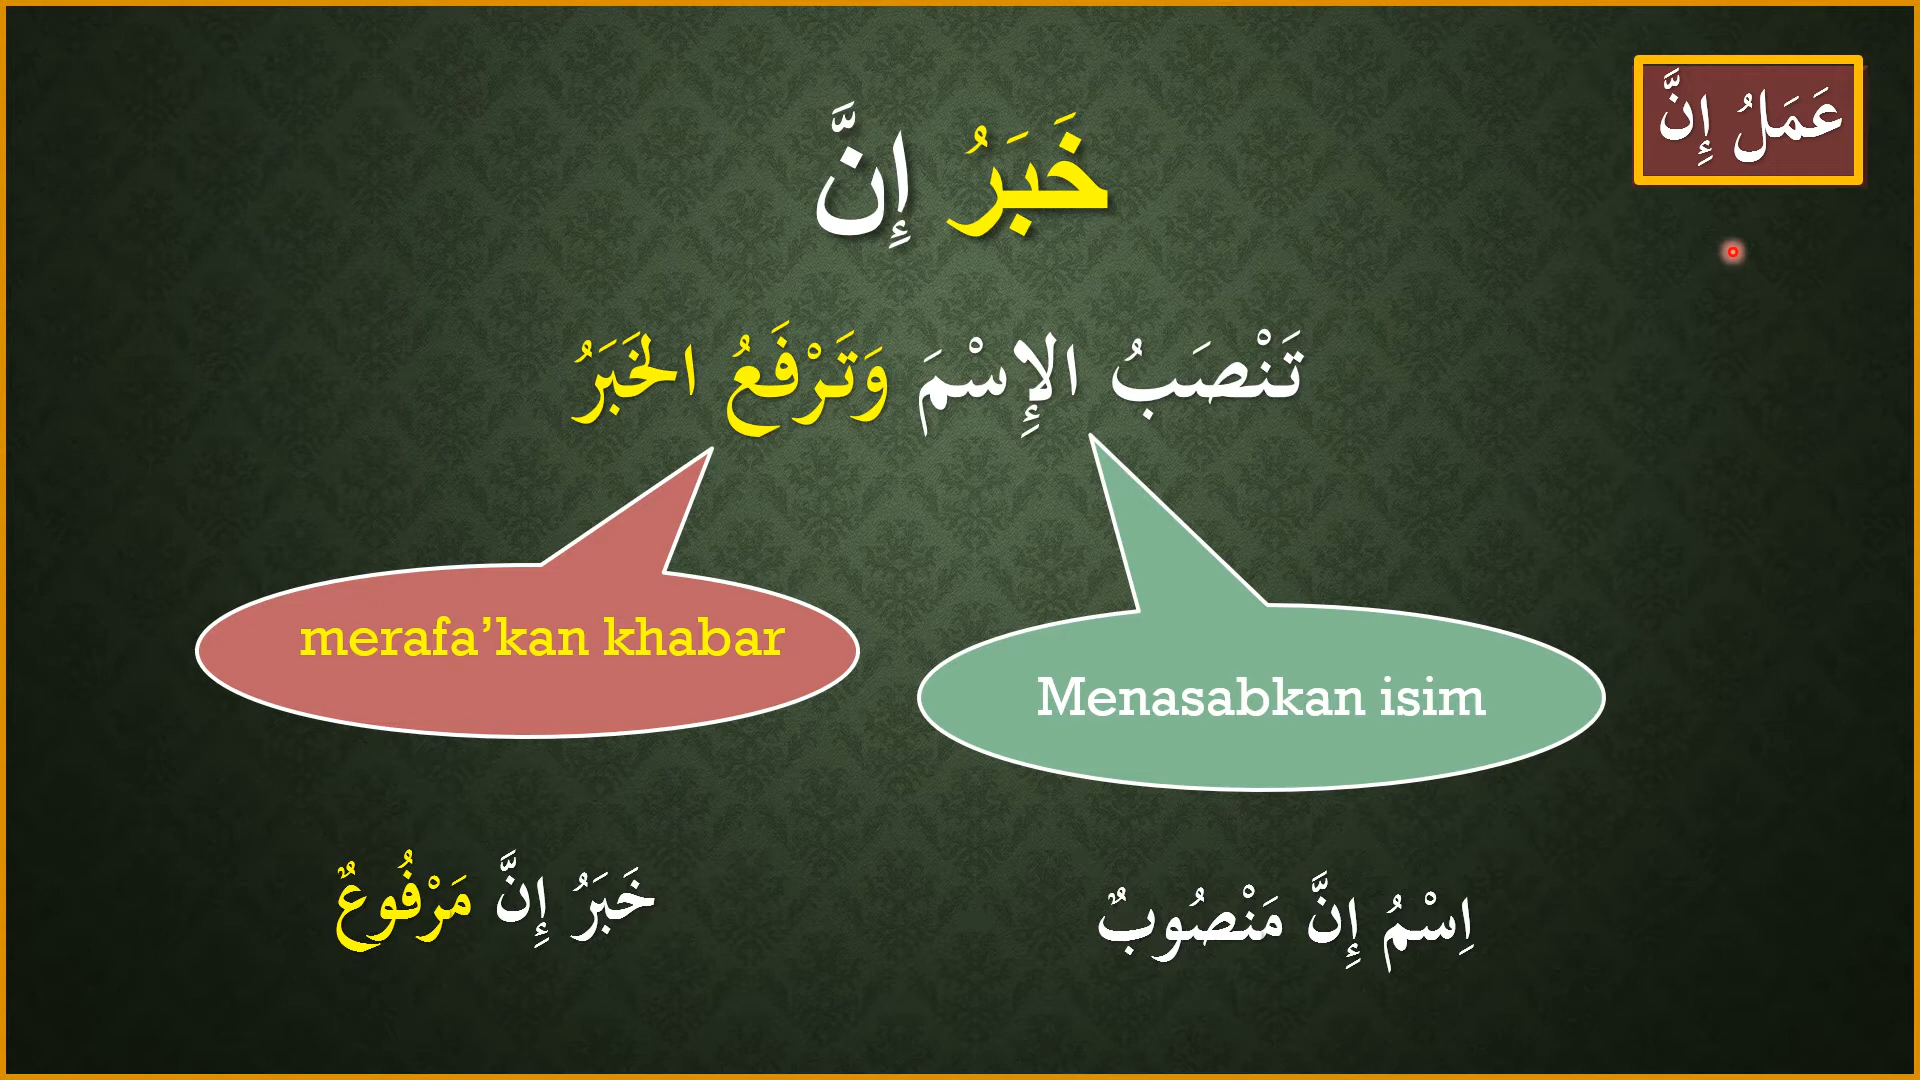 عَمَلُ إِنَّ
خَبَرُ إِنَّ
تَنْصَبُ الإِسْمَ وَتَرْفَعُ الخَبَرُ
merafa’kan khabar
Menasabkan isim
اِسْمُ إِنَّ مَنْصُوبٌ
خَبَرُ إِنَّ مَرْفُوعٌ